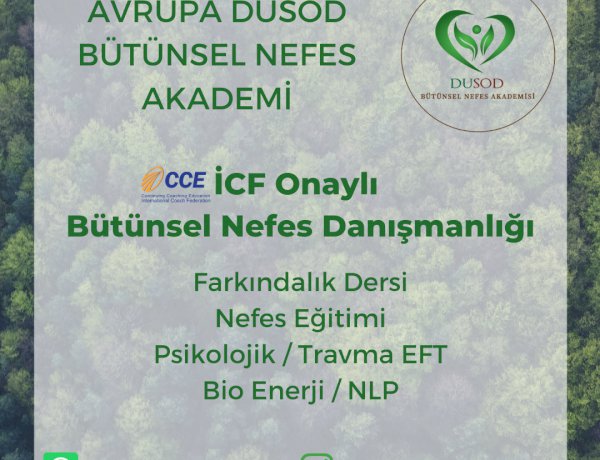 AVRUPA DUSOD
BÜTÜNSEL NEFES
AKADEMİ
DUSOD
BÜTÜNSEL NEFES AKADEMİSİ
CCE İCF Onaylı
Continuing Coaching Education
International Coach Federation
Bütünsel Nefes Danışmanlığı
Farkındalık Dersi
Nefes Eğitimi
Psikolojik / Travma EFT
Bio Enerji / NLP